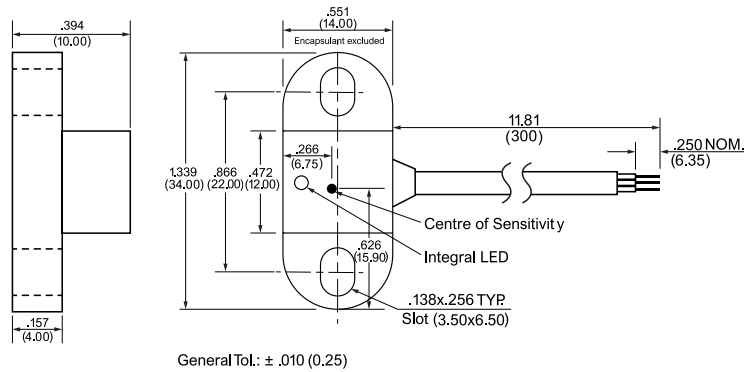 .394
(10.00)
.551
(14.00)
Encapsulant excluded
11.81
(300)
.250 NOM.
(6.35)
.266
(6.75)
1.339
(34.00)
.866
(22.00)
.472
(12.00)
Centre of Sensitivity
.626
(15.90)
Integral LED
.138x.256 TYP.
Slot (3.50x6.50)
.157
(4.00)
General Tol.: ± .010 (0.25)